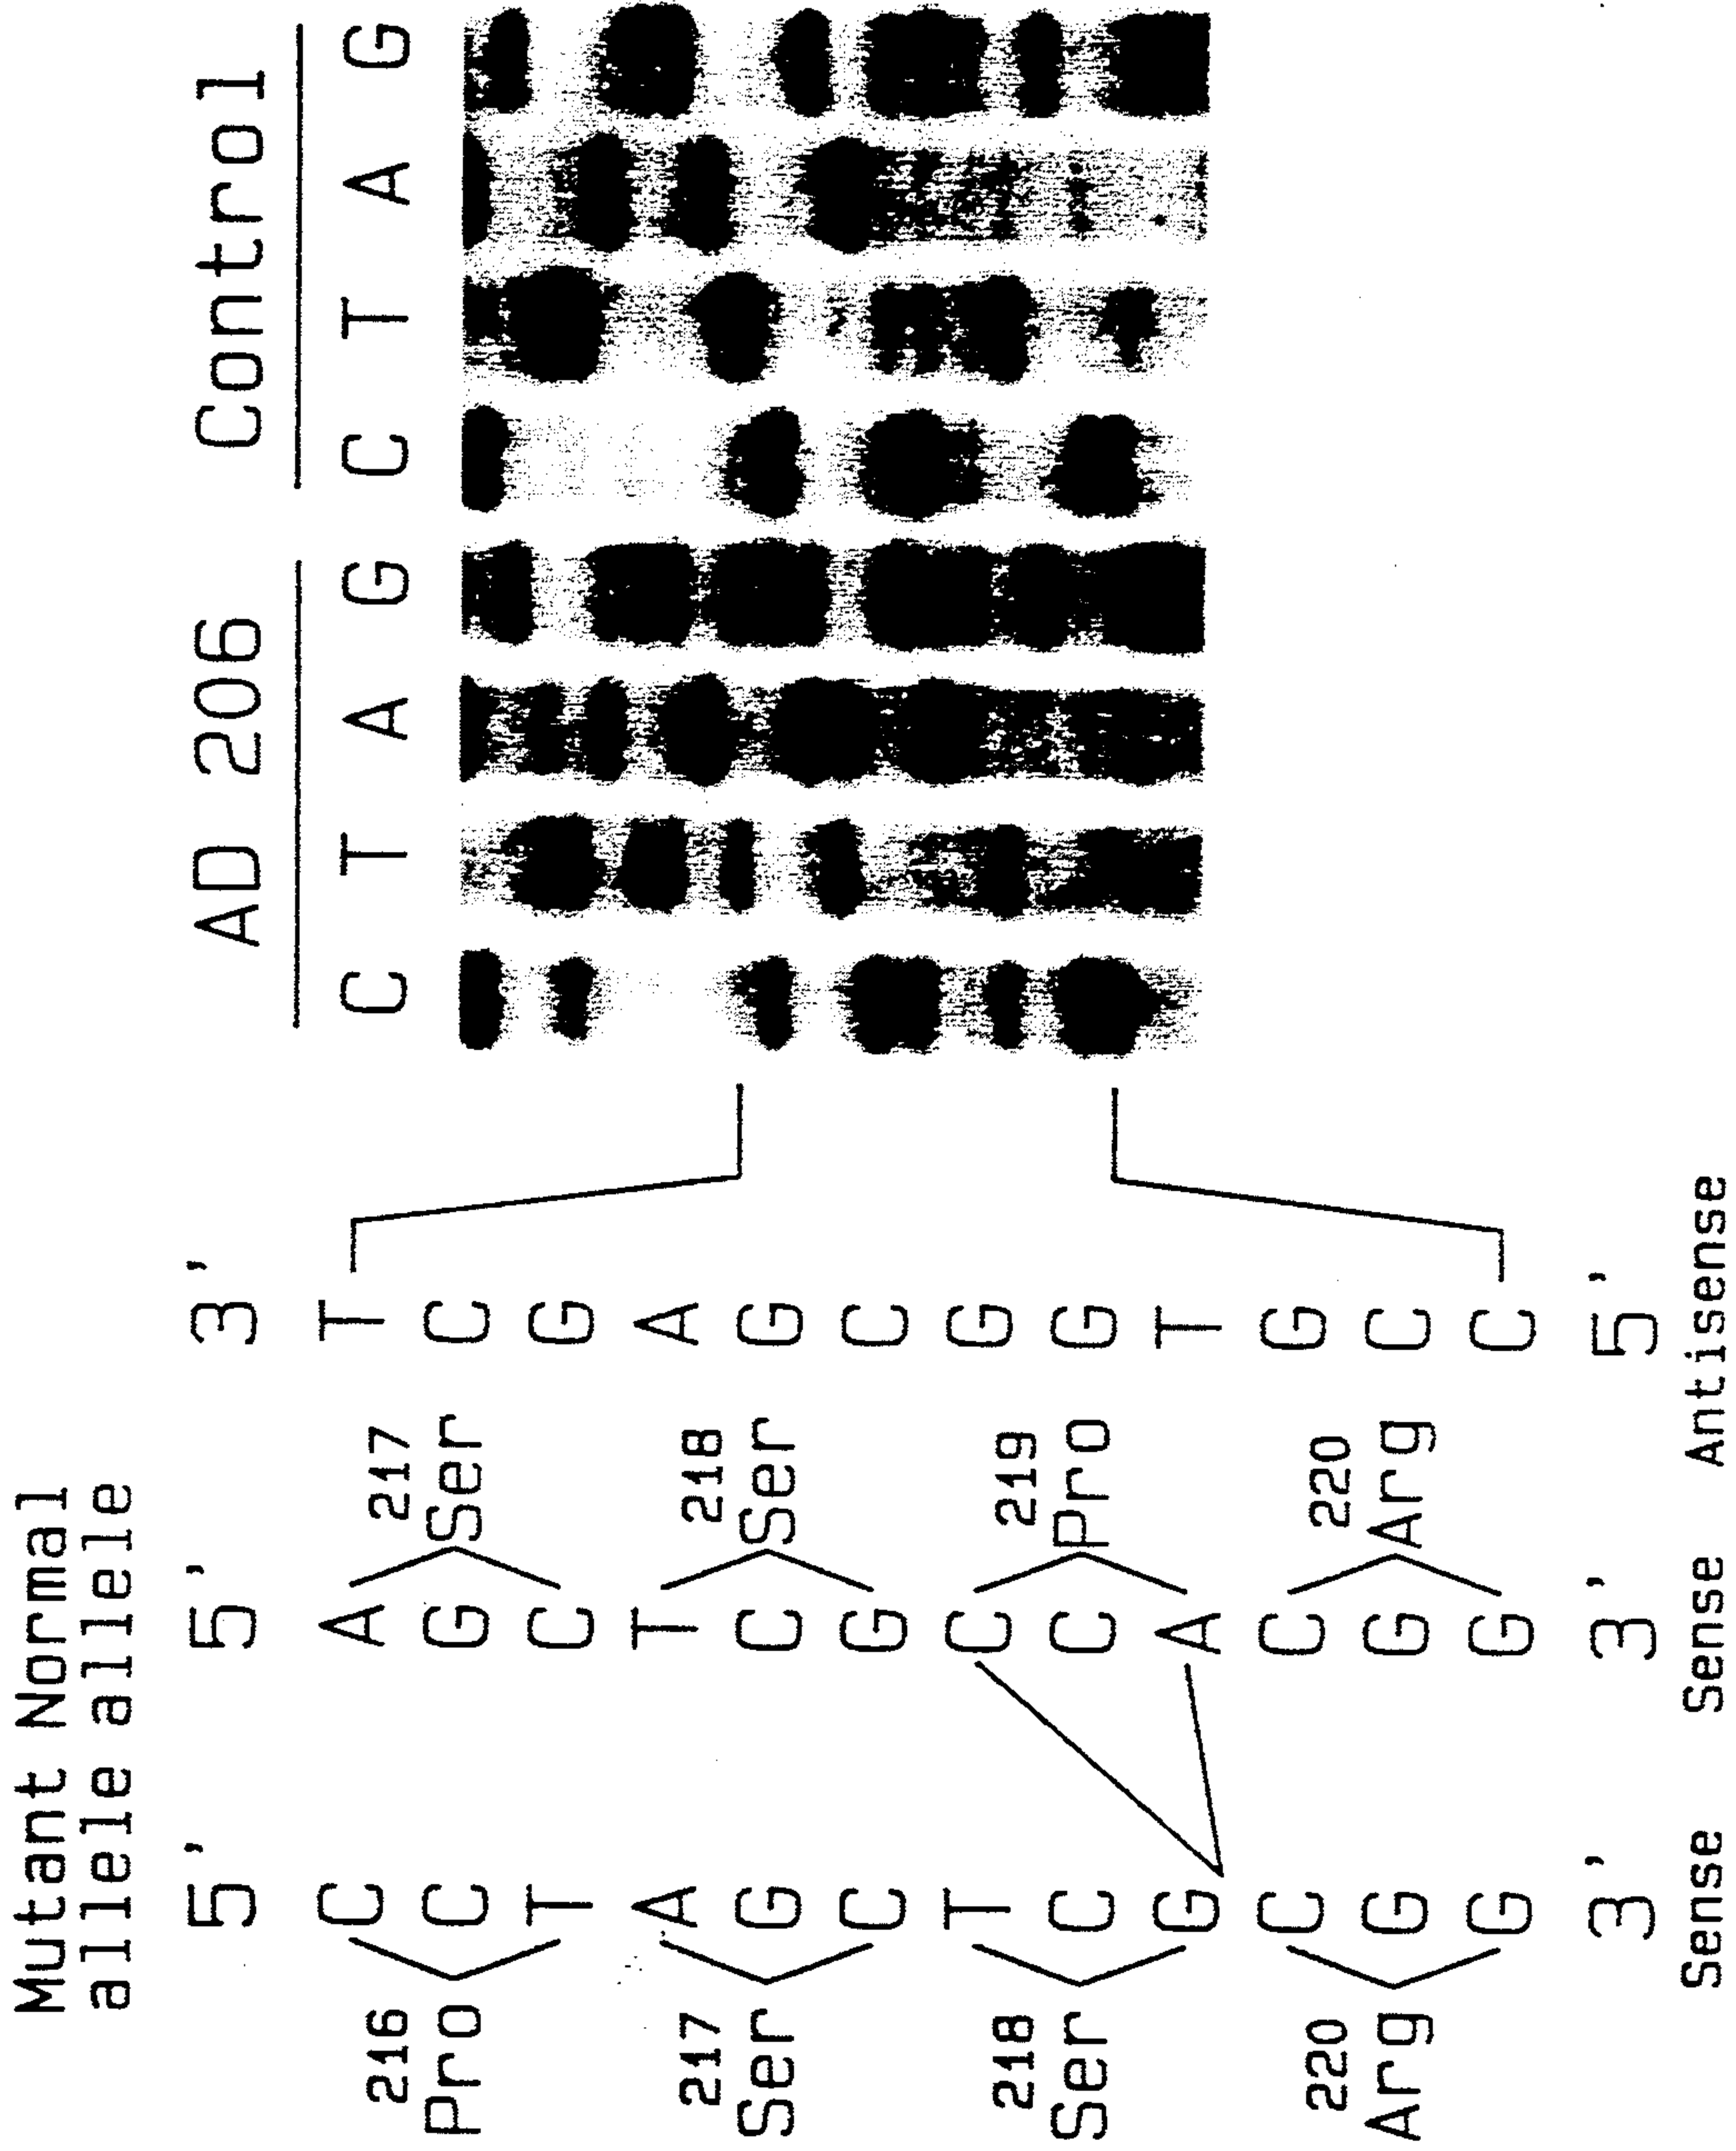 AD 206 Control
C T A G C T A G
Mutant Normal
allele allele
5' 5' 3'
C A T
C G C
T C G
216
Pro
217
Ser
A T A
G C G
C G C
217
Ser
218
Ser
T C G
C C G
G A T
218
Ser
219
Pro
C C G
G G C
G G C
220
Arg
220
Arg
3' 3' 5'
Sense Sense Antisense